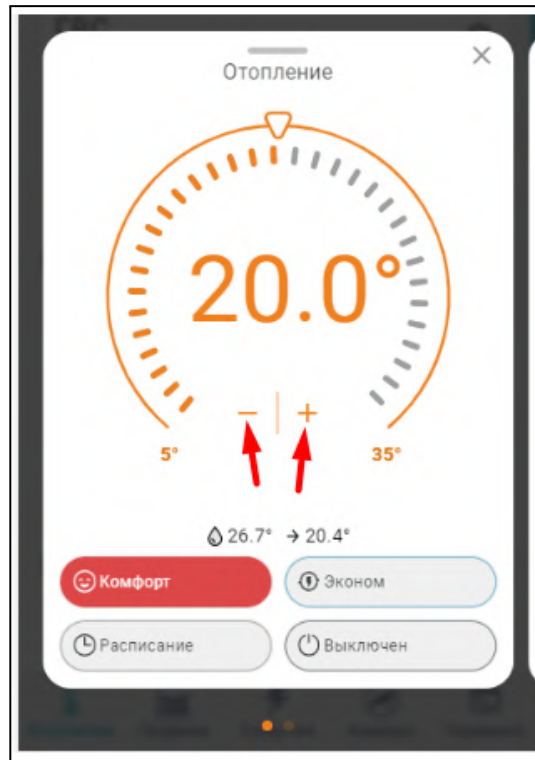 Отопление
20.0°
− | +
5°
35°
26.7° → 20.4°
Комфорт
Эконом
Расписание
Выключен